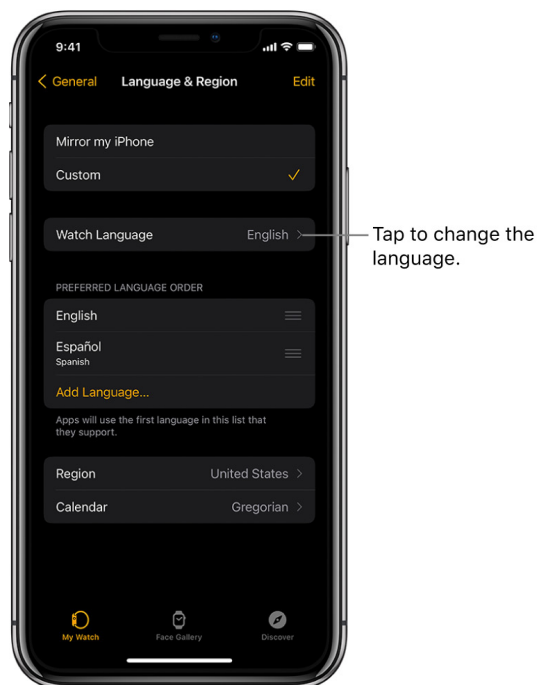 9:41
General Language & Region Edit
Mirror my iPhone
Custom
Watch Language English
Tap to change the
language.
PREFERRED LANGUAGE ORDER
English
Español
Spanish
Add Language...
Apps will use the first language in this list that
they support.
Region United States
Calendar Gregorian
My Watch Face Gallery Discover